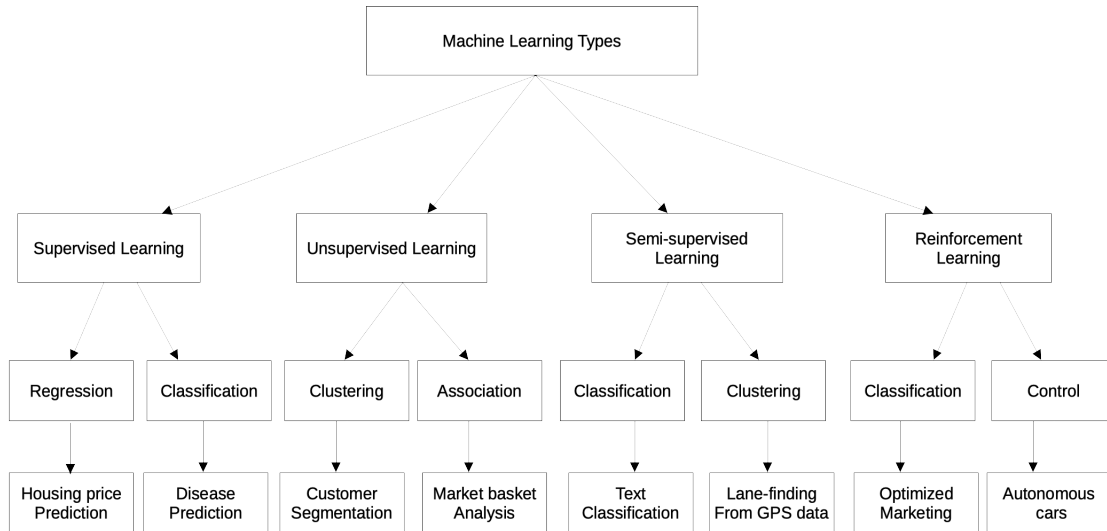 Machine Learning Types
Supervised Learning
Unsupervised Learning
Semi-supervised
Learning
Reinforcement
Learning
Regression
Classification
Clustering
Association
Classification
Clustering
Classification
Control
Housing price
Prediction
Disease
Prediction
Customer
Segmentation
Market basket
Analysis
Text
Classification
Lane-finding
From GPS data
Optimized
Marketing
Autonomous
cars